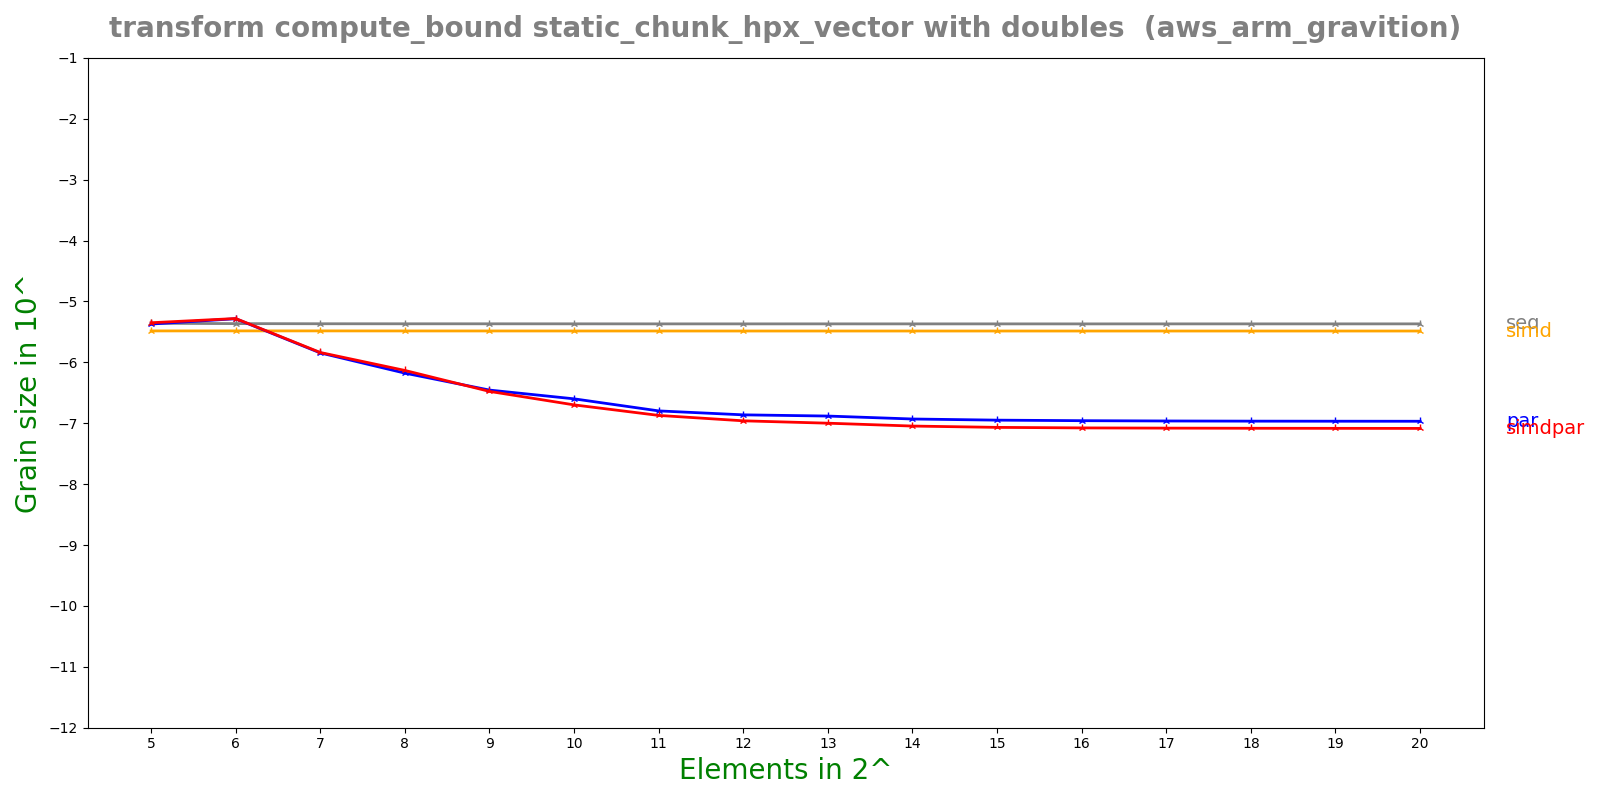 transform compute_bound static_chunk_hpx_vector with doubles (aws_arm_gravition)
Grain size in 10^
−1
−2
−3
−4
−5
−6
−7
−8
−9
−10
−11
−12
seq
simd
par
simdpar
5 6 7 8 9 10 11 12 13 14 15 16 17 18 19 20
Elements in 2^